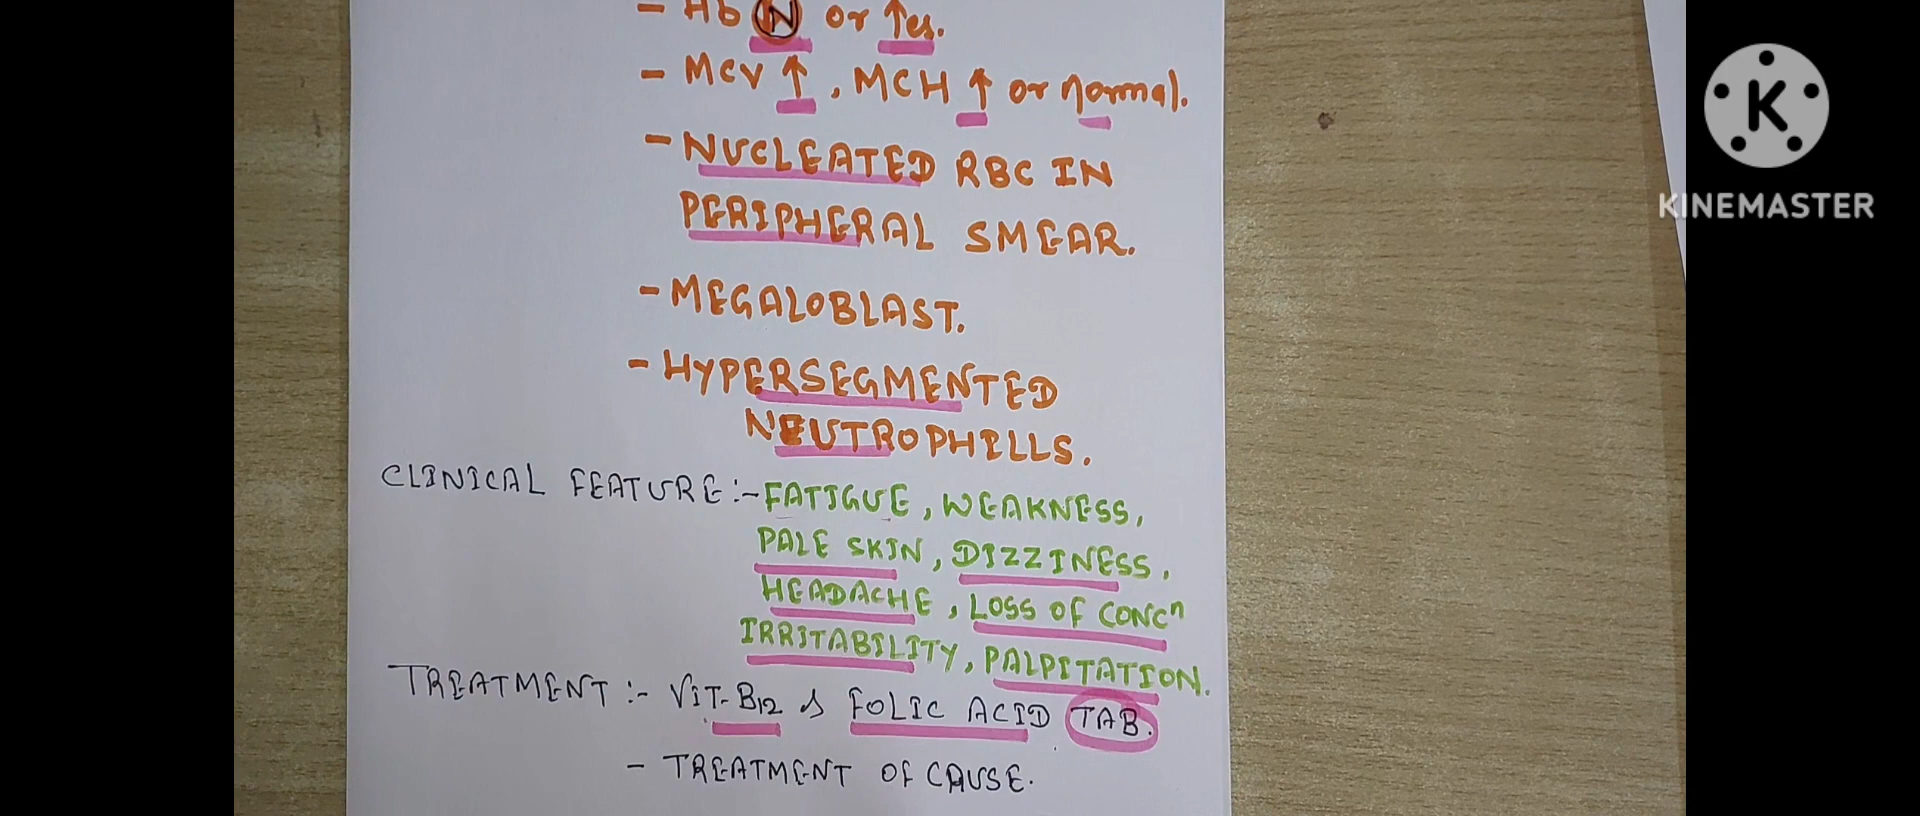 - Hb N or ↑es.
- MCV ↑, MCH ↑ or normal.
- NUCLEATED RBC IN
PERIPHERAL SMEAR.
- MEGALOBLAST.
- HYPERSEGMENTED
NEUTROPHILLS.
CLINICAL FEATURE :- FATIGUE, WEAKNESS,
PALE SKIN, DIZZINESS,
HEADACHE, LOSS OF CONCn
IRRITABILITY, PALPITATION.
TREATMENT :- VIT-B12 & FOLIC ACID TAB.
- TREATMENT OF CAUSE.
K
KINEMASTER